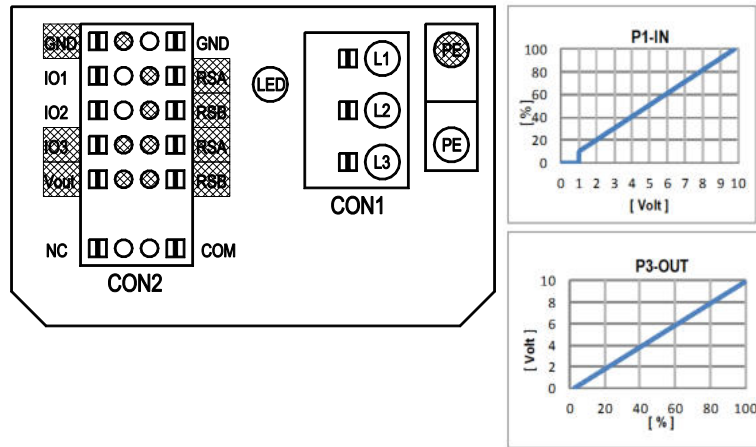 GND GND
IO1 RSA
IO2 RSB
IO3 RSA
Vout RSB
NC COM
CON2
LED
L1
L2
L3
CON1
PE
PE
P1-IN
[ % ]
100
80
60
40
20
0
0 1 2 3 4 5 6 7 8 9 10
[ Volt ]
P3-OUT
[ Volt ]
10
8
6
4
2
0
0 20 40 60 80 100
[ % ]